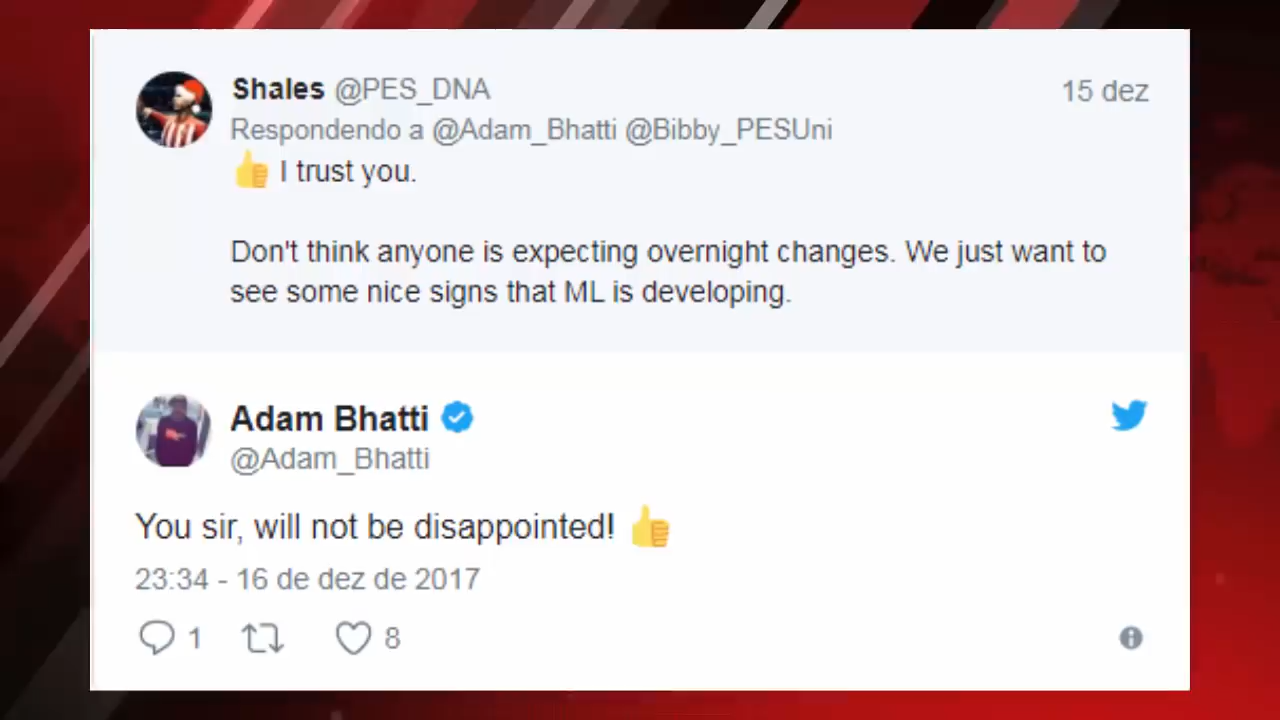 Shales @PES_DNA 15 dez
Respondendo a @Adam_Bhatti @Bibby_PESUni
👍 I trust you.
Don't think anyone is expecting overnight changes. We just want to
see some nice signs that ML is developing.
Adam Bhatti
@Adam_Bhatti
You sir, will not be disappointed! 👍
23:34 - 16 de dez de 2017
1 8